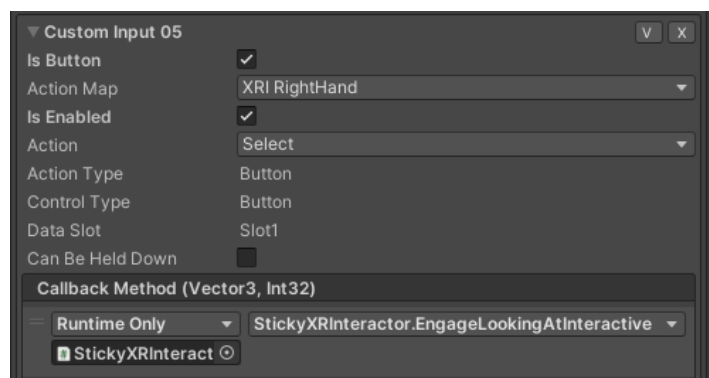 Custom Input 05 V X
Is Button
Action Map XRI RightHand
Is Enabled
Action Select
Action Type Button
Control Type Button
Data Slot Slot1
Can Be Held Down
Callback Method (Vector3, Int32)
Runtime Only StickyXRInteractor.EngageLookingAtInteractive
StickyXRInteract